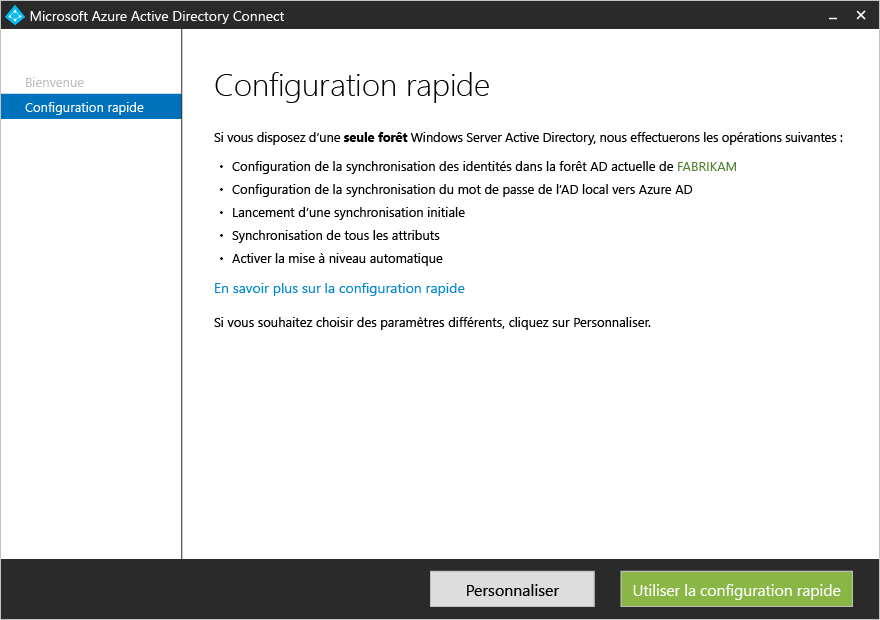 Microsoft Azure Active Directory Connect
Bienvenue
Configuration rapide
Configuration rapide
Si vous disposez d’une seule forêt Windows Server Active Directory, nous effectuerons les opérations suivantes :
• Configuration de la synchronisation des identités dans la forêt AD actuelle de FABRIKAM
• Configuration de la synchronisation du mot de passe de l’AD local vers Azure AD
• Lancement d’une synchronisation initiale
• Synchronisation de tous les attributs
• Activer la mise à niveau automatique
En savoir plus sur la configuration rapide
Si vous souhaitez choisir des paramètres différents, cliquez sur Personnaliser.
Personnaliser
Utiliser la configuration rapide